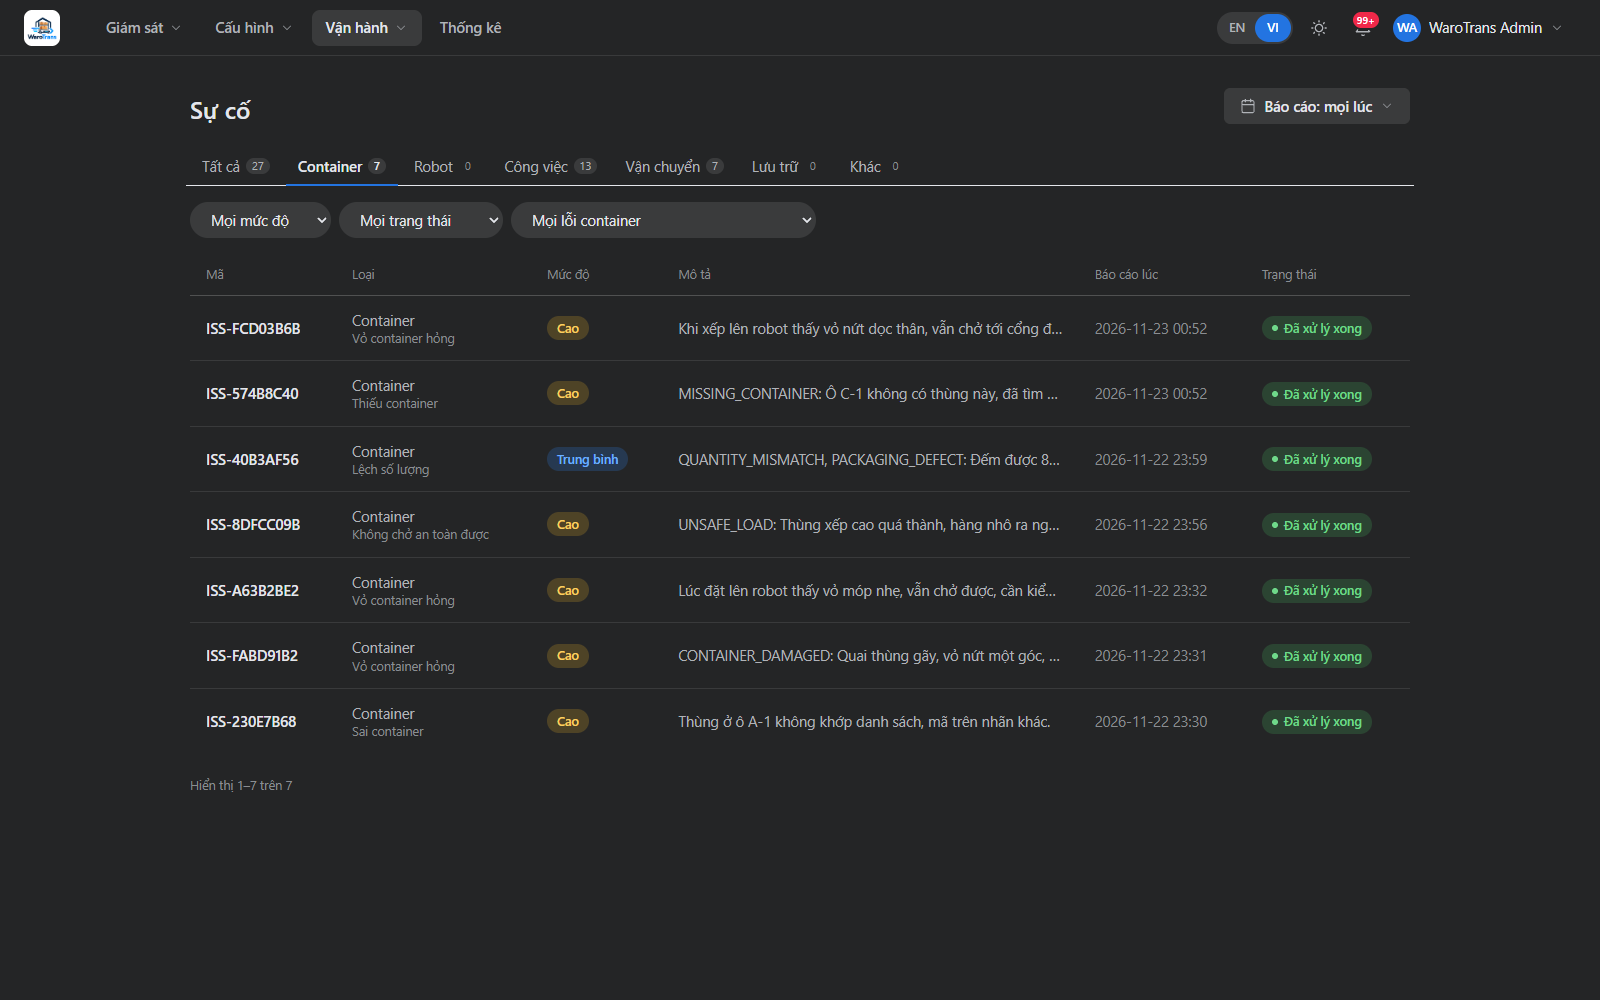 WaroTrans
Giám sát
Cấu hình
Vận hành
Thống kê
EN
VI
99+
WA
WaroTrans Admin
Sự cố
Báo cáo: mọi lúc
Tất cả 27
Container 7
Robot 0
Công việc 13
Vận chuyển 7
Lưu trữ 0
Khác 0
Mọi mức độ
Mọi trạng thái
Mọi lỗi container
Mã
Loại
Mức độ
Mô tả
Báo cáo lúc
Trạng thái
ISS-FCD03B6B
Container
Vỏ container hỏng
Cao
Khi xếp lên robot thấy vỏ nứt dọc thân, vẫn chở tới cổng đ...
2026-11-23 00:52
Đã xử lý xong
ISS-574B8C40
Container
Thiếu container
Cao
MISSING_CONTAINER: Ô C-1 không có thùng này, đã tìm ...
2026-11-23 00:52
Đã xử lý xong
ISS-40B3AF56
Container
Lệch số lượng
Trung bình
QUANTITY_MISMATCH, PACKAGING_DEFECT: Đếm được 8...
2026-11-22 23:59
Đã xử lý xong
ISS-8DFCC09B
Container
Không chở an toàn được
Cao
UNSAFE_LOAD: Thùng xếp cao quá thành, hàng nhô ra ng...
2026-11-22 23:56
Đã xử lý xong
ISS-A63B2BE2
Container
Vỏ container hỏng
Cao
Lúc đặt lên robot thấy vỏ móp nhẹ, vẫn chở được, cần kiể...
2026-11-22 23:32
Đã xử lý xong
ISS-FABD91B2
Container
Vỏ container hỏng
Cao
CONTAINER_DAMAGED: Quai thùng gãy, vỏ nứt một góc, ...
2026-11-22 23:31
Đã xử lý xong
ISS-230E7B68
Container
Sai container
Cao
Thùng ở ô A-1 không khớp danh sách, mã trên nhãn khác.
2026-11-22 23:30
Đã xử lý xong
Hiển thị 1–7 trên 7